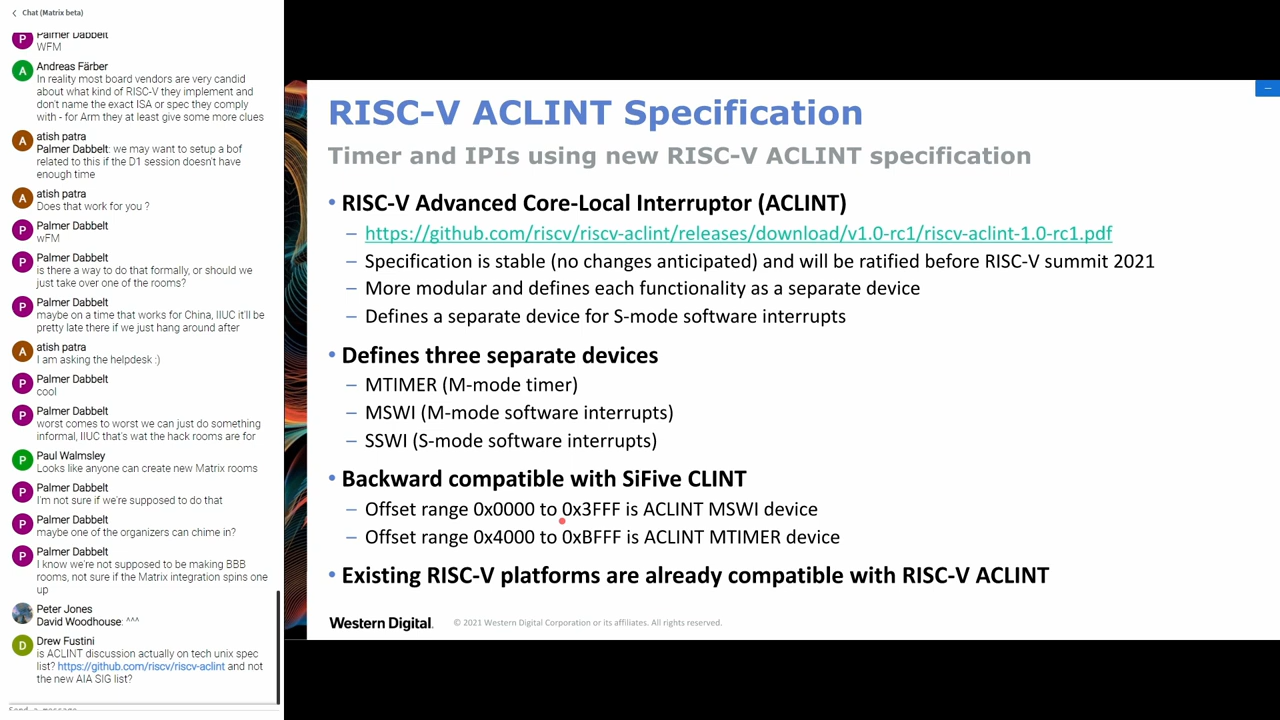 Chat (Matrix beta)
Palmer Dabbelt
WFM
Andreas Färber
In reality most board vendors are very candid
about what kind of RISC-V they implement and
don't name the exact ISA or spec they comply
with - for Arm they at least give some more clues
atish patra
Palmer Dabbelt: we may want to setup a bof
related to this if the D1 session doesn't have
enough time
atish patra
Does that work for you ?
Palmer Dabbelt
WFM
Palmer Dabbelt
is there a way to do that formally, or should we
just take over one of the rooms?
Palmer Dabbelt
maybe on a time that works for China, IIUC it'll be
pretty late there if we just hang around after
atish patra
I am asking the helpdesk :)
Palmer Dabbelt
cool
Palmer Dabbelt
worst comes to worst we can just do something
informal, IIUC that's wat the hack rooms are for
Paul Walmsley
Looks like anyone can create new Matrix rooms
Palmer Dabbelt
I'm not sure if we're supposed to do that
Palmer Dabbelt
maybe one of the organizers can chime in?
Palmer Dabbelt
I know we're not supposed to be making BBB
rooms, not sure if the Matrix integration spins one
up
Peter Jones
David Woodhouse: ^^^
Drew Fustini
is ACLINT discussion actually on tech unix spec
list? https://github.com/riscv/riscv-aclint and not
the new AIA SIG list?
Send a message
RISC-V ACLINT Specification
Timer and IPIs using new RISC-V ACLINT specification
• RISC-V Advanced Core-Local Interruptor (ACLINT)
– https://github.com/riscv/riscv-aclint/releases/download/v1.0-rc1/riscv-aclint-1.0-rc1.pdf
– Specification is stable (no changes anticipated) and will be ratified before RISC-V summit 2021
– More modular and defines each functionality as a separate device
– Defines a separate device for S-mode software interrupts
• Defines three separate devices
– MTIMER (M-mode timer)
– MSWI (M-mode software interrupts)
– SSWI (S-mode software interrupts)
• Backward compatible with SiFive CLINT
– Offset range 0x0000 to 0x3FFF is ACLINT MSWI device
– Offset range 0x4000 to 0xBFFF is ACLINT MTIMER device
• Existing RISC-V platforms are already compatible with RISC-V ACLINT
Western Digital. © 2021 Western Digital Corporation or its affiliates. All rights reserved.